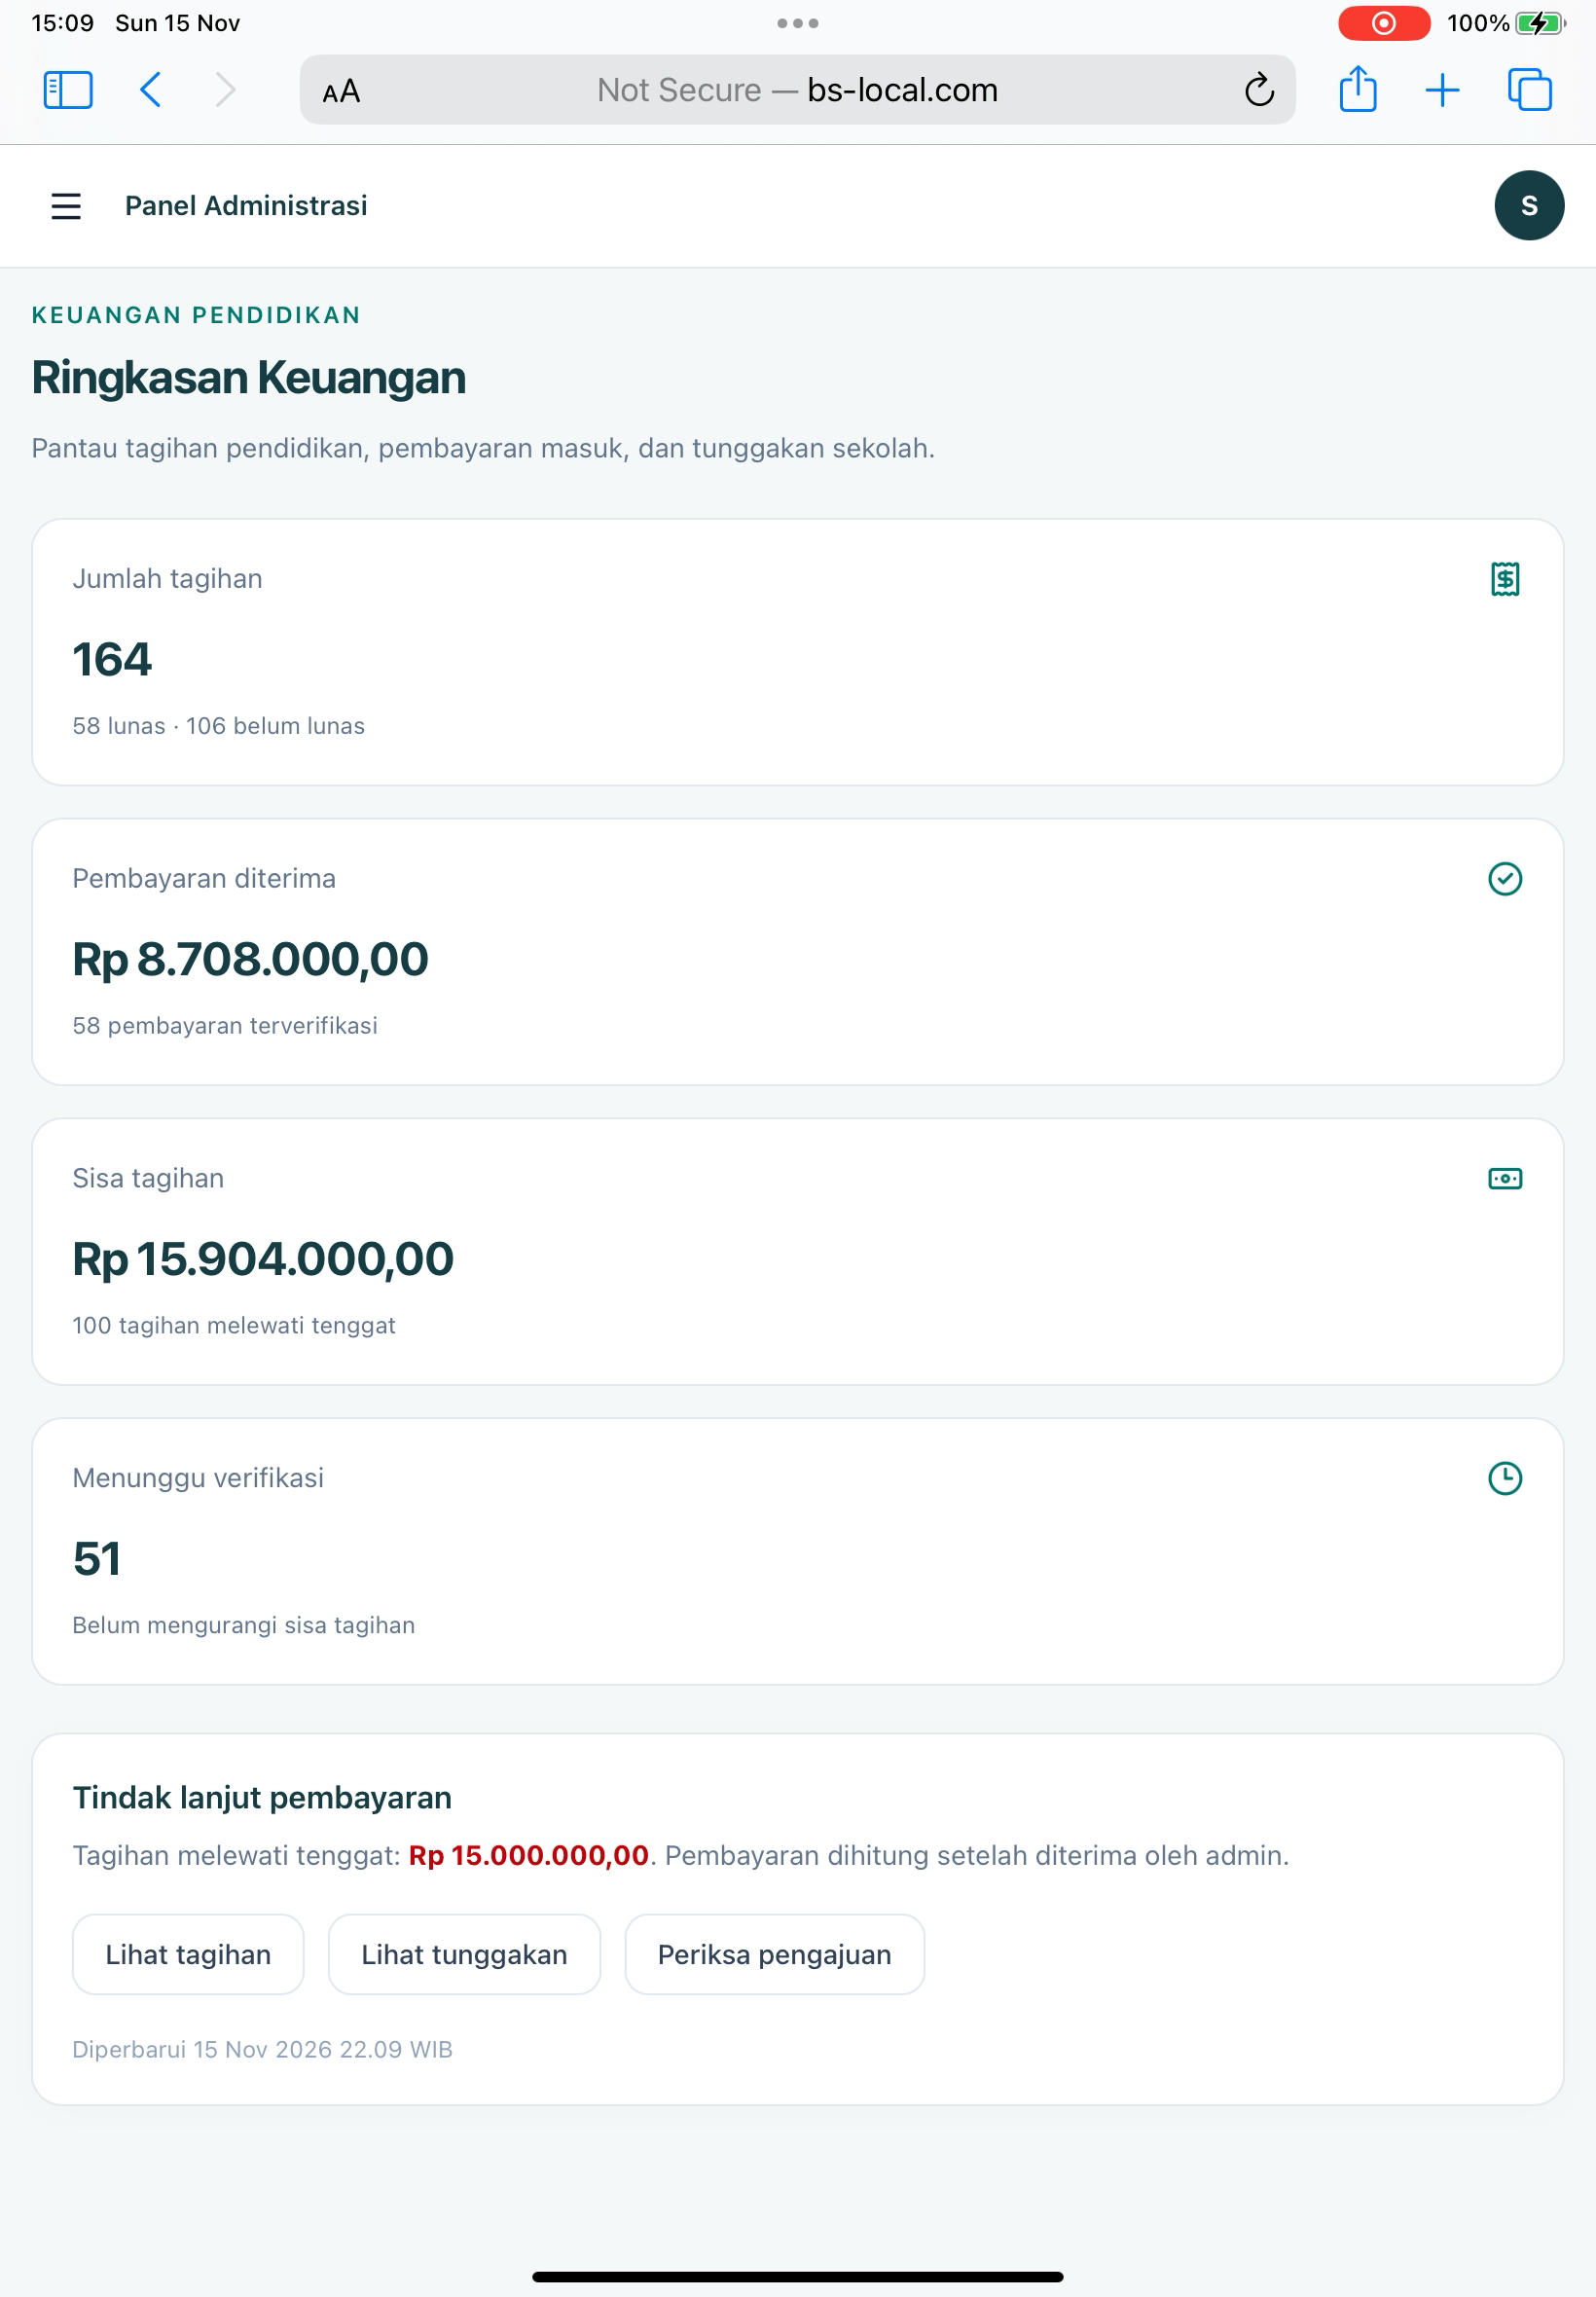 15:09 Sun 15 Nov
100%
AA Not Secure — bs-local.com
Panel Administrasi
S
KEUANGAN PENDIDIKAN
Ringkasan Keuangan
Pantau tagihan pendidikan, pembayaran masuk, dan tunggakan sekolah.
Jumlah tagihan
164
58 lunas · 106 belum lunas
Pembayaran diterima
Rp 8.708.000,00
58 pembayaran terverifikasi
Sisa tagihan
Rp 15.904.000,00
100 tagihan melewati tenggat
Menunggu verifikasi
51
Belum mengurangi sisa tagihan
Tindak lanjut pembayaran
Tagihan melewati tenggat: Rp 15.000.000,00. Pembayaran dihitung setelah diterima oleh admin.
Lihat tagihan
Lihat tunggakan
Periksa pengajuan
Diperbarui 15 Nov 2026 22.09 WIB